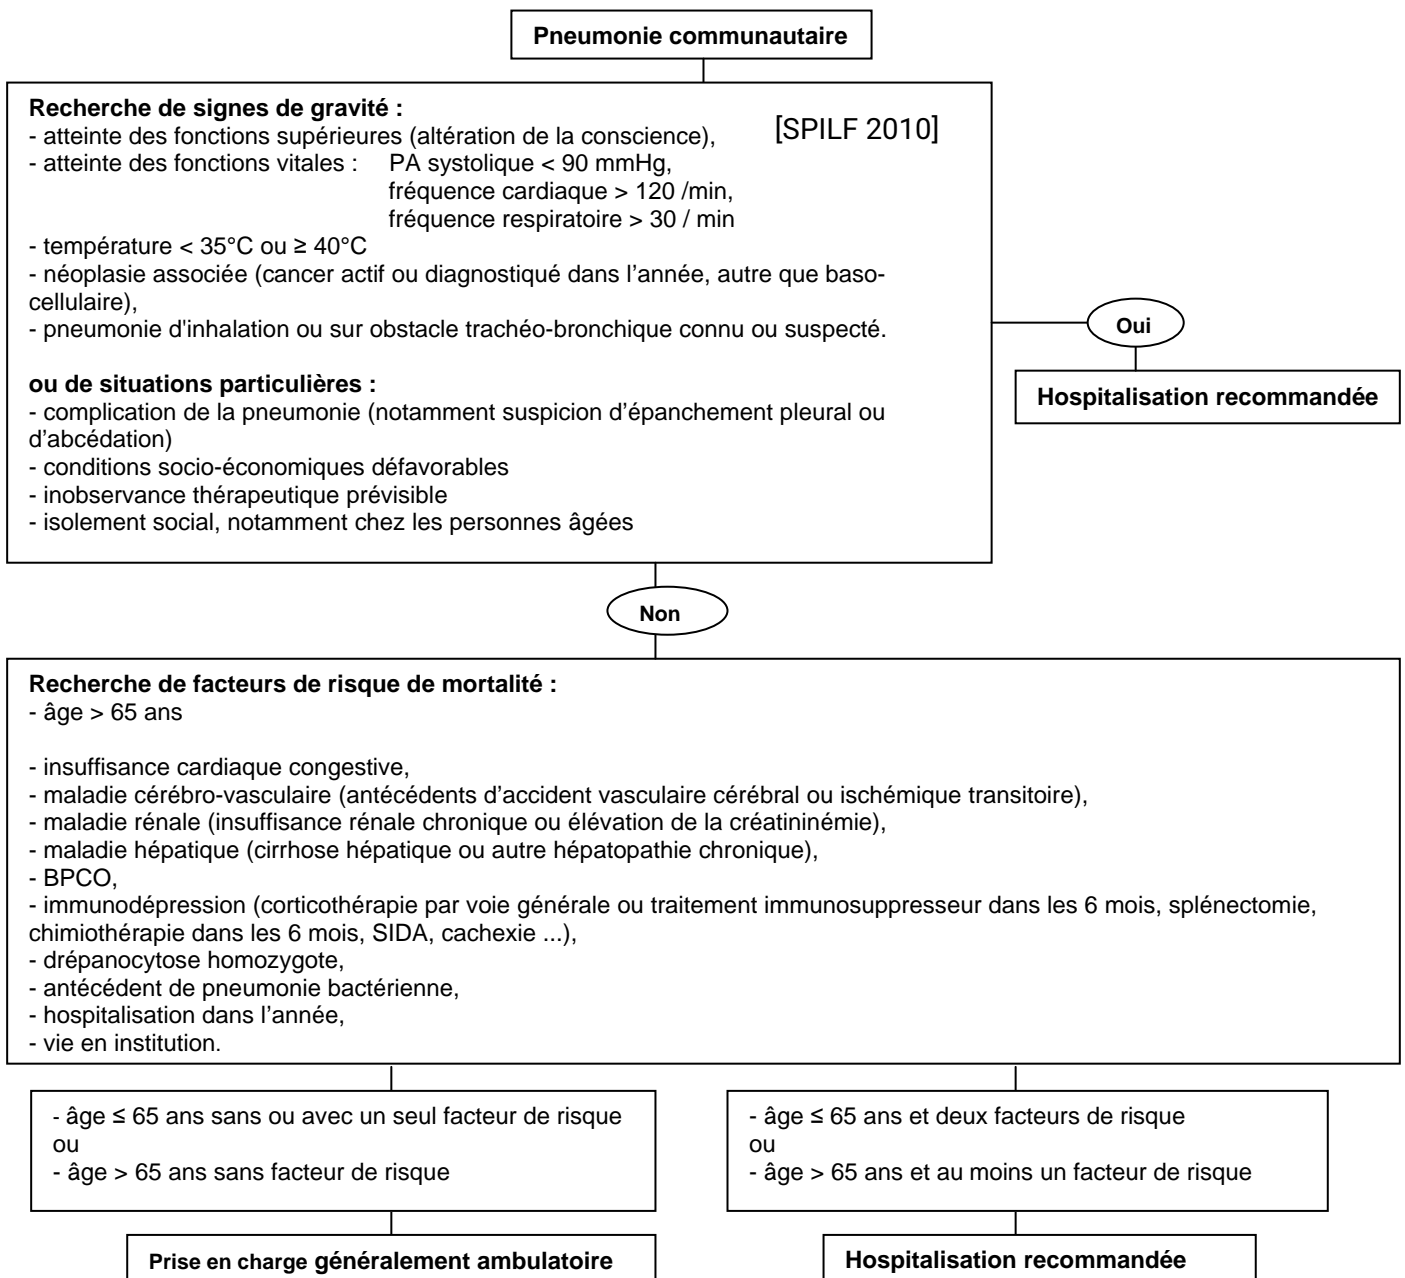 Pneumonie communautaire
Recherche de signes de gravité :
- atteinte des fonctions supérieures (altération de la conscience),
[SPILF 2010]
- atteinte des fonctions vitales : PA systolique < 90 mmHg,
fréquence cardiaque > 120 /min,
fréquence respiratoire > 30 / min
- température < 35°C ou ≥ 40°C
- néoplasie associée (cancer actif ou diagnostiqué dans l’année, autre que baso-
cellulaire),
- pneumonie d'inhalation ou sur obstacle trachéo-bronchique connu ou suspecté.
ou de situations particulières :
- complication de la pneumonie (notamment suspicion d’épanchement pleural ou
d’abcédation)
- conditions socio-économiques défavorables
- inobservance thérapeutique prévisible
- isolement social, notamment chez les personnes âgées
Oui
Hospitalisation recommandée
Non
Recherche de facteurs de risque de mortalité :
- âge > 65 ans
- insuffisance cardiaque congestive,
- maladie cérébro-vasculaire (antécédents d’accident vasculaire cérébral ou ischémique transitoire),
- maladie rénale (insuffisance rénale chronique ou élévation de la créatininémie),
- maladie hépatique (cirrhose hépatique ou autre hépatopathie chronique),
- BPCO,
- immunodépression (corticothérapie par voie générale ou traitement immunosuppresseur dans les 6 mois, splénectomie,
chimiothérapie dans les 6 mois, SIDA, cachexie ...),
- drépanocytose homozygote,
- antécédent de pneumonie bactérienne,
- hospitalisation dans l’année,
- vie en institution.
- âge ≤ 65 ans sans ou avec un seul facteur de risque
ou
- âge > 65 ans sans facteur de risque
- âge ≤ 65 ans et deux facteurs de risque
ou
- âge > 65 ans et au moins un facteur de risque
Prise en charge généralement ambulatoire
Hospitalisation recommandée